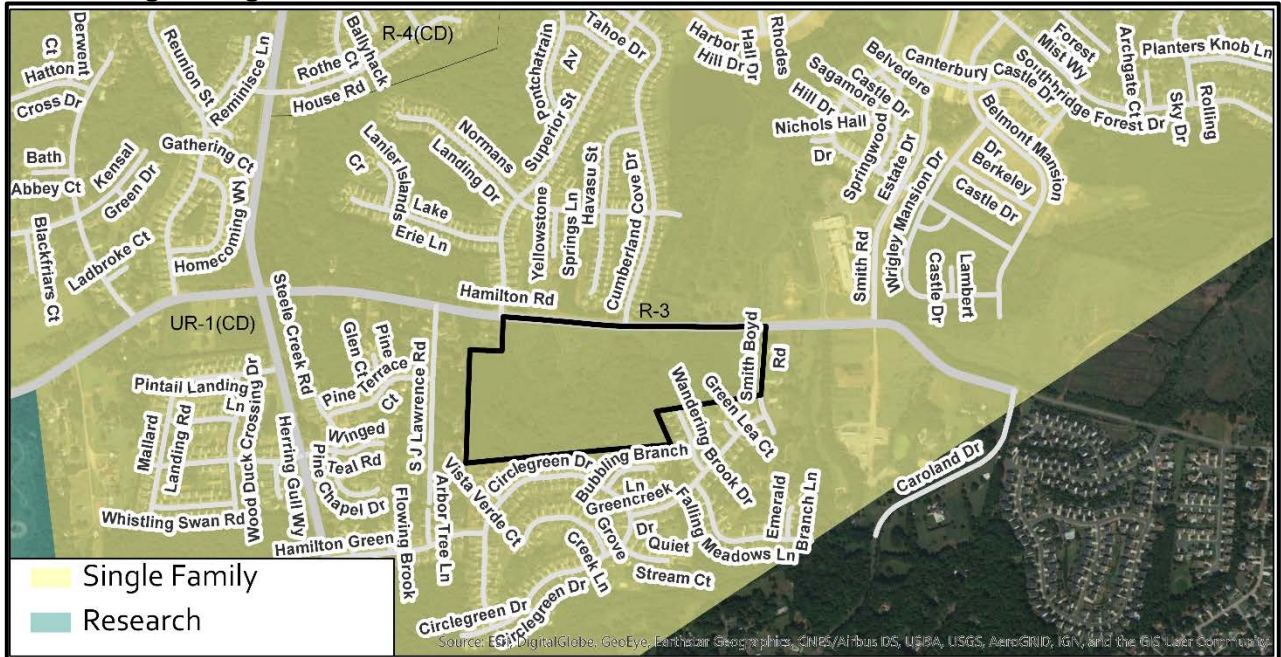 Derwent
Ct
Hatton
Cross Dr
Reunion St
Reminisce Ln
R-4(CD)
Ballyhack
Rothe Ct
House Rd
Pontchatrain
Av
Tahoe Dr
Superior St
Harbor
Hill Dr
Hall Dr
Rhodes
Belvedere
Castle Dr
Sagamore
Hill Dr
Nichols Hall
Dr
Springwood
Estate Dr
Canterbury
Castle Dr
Forest
Mist Wy
Southbridge Forest Dr
Archgate Ct
Planters Knob Ln
Sky Dr
Rolling
Bath
Abbey Ct
Kensal
Green Dr
Blackfriars Ct
Ladbroke Ct
Gathering Ct
Homecoming Wy
Normans
Landing Dr
Lanier Islands
Cr
Lake
Erie Ln
Yellowstone
Springs Ln
Havasu St
Cumberland Cove Dr
Smith Rd
Wrigley Mansion Dr
Belmont Mansion
Dr
Berkeley
Castle Dr
Lambert
Castle Dr
Hamilton Rd
R-3
UR-1(CD)
Steele Creek Rd
Pine
Glen Ct
Pine Terrace
Ct
S J Lawrence Rd
Smith Boyd
Rd
Pintail Landing
Ln
Mallard
Landing Rd
Wood Duck Crossing Dr
Whistling Swan Rd
Herring Gull Wy
Winged
Teal Rd
Pine Chapel Dr
Hamilton Green
Flowing Brook
Arbor Tree Ln
Vista Verde Ct
Circlegreen Dr
Bubbling Branch
Ln
Greencreek
Dr
Wandering Brook Dr
Green Lea Ct
Falling
Meadows Ln
Emerald
Branch Ln
Quiet
Stream Ct
Grove
Creek Ln
Circlegreen Dr
Circlegreen Dr
Caroland Dr
Single Family
Research
Source: Esri, DigitalGlobe, GeoEye, Earthstar Geographics, CNES/Airbus DS, USDA, USGS, AeroGRID, IGN, and the GIS User Community